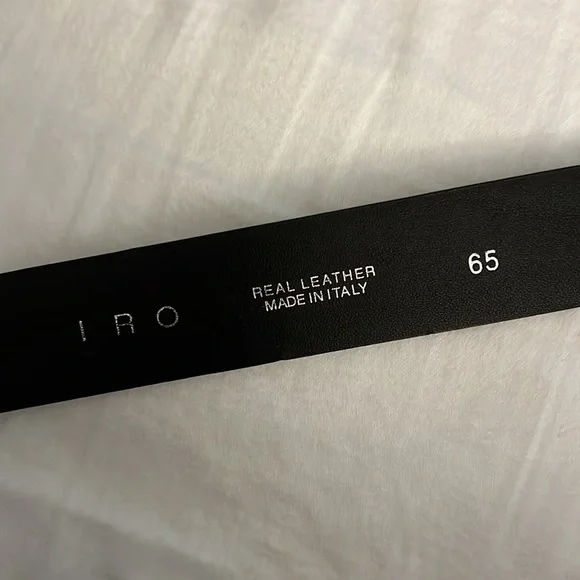 I R O
REAL LEATHER
MADE IN ITALY
65